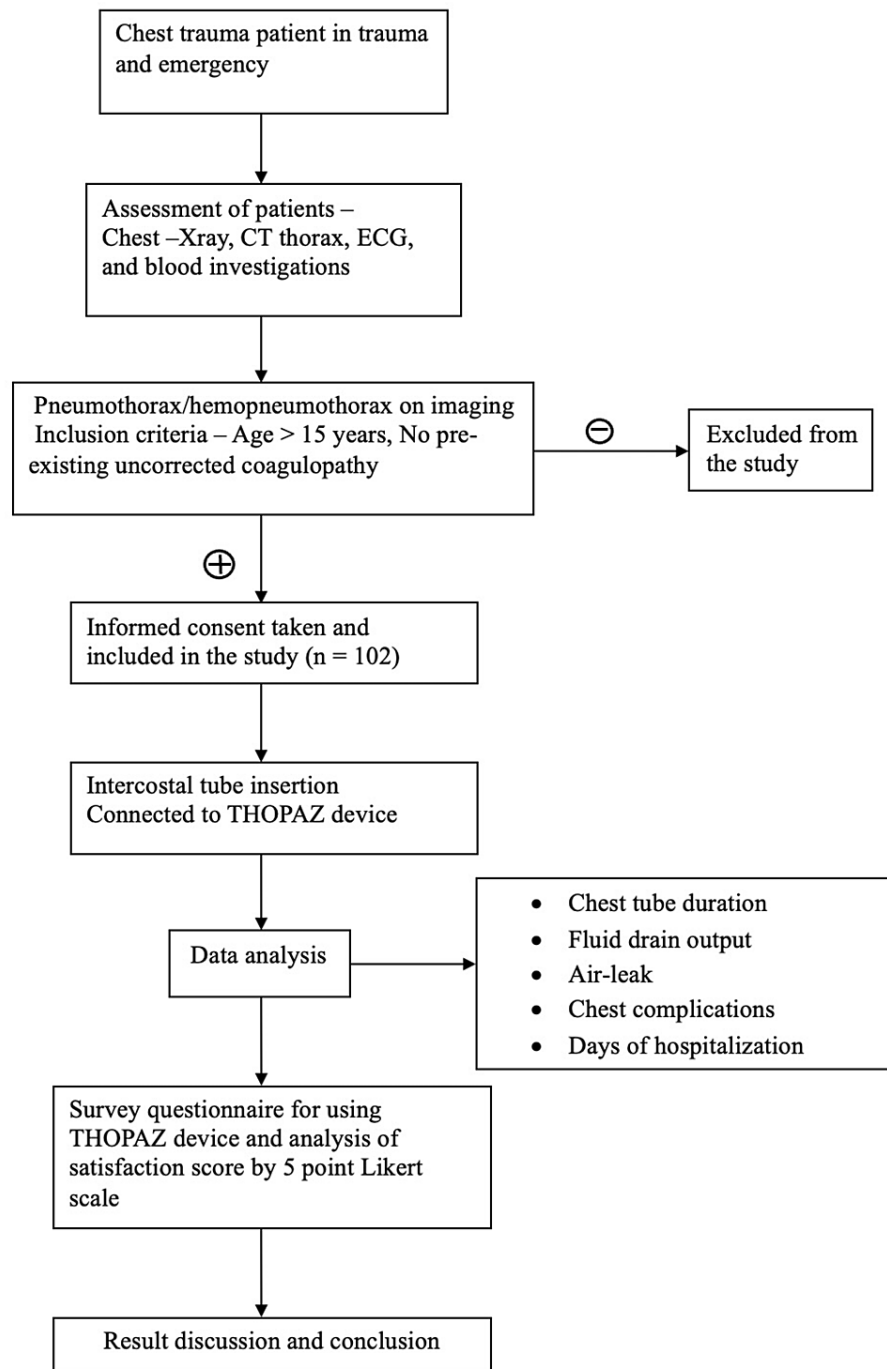 Chest trauma patient in trauma
and emergency
Assessment of patients –
Chest –Xray, CT thorax, ECG,
and blood investigations
Pneumothorax/hemopneumothorax on imaging
Inclusion criteria – Age > 15 years, No pre-
existing uncorrected coagulopathy
⊖
Excluded from
the study
⊕
Informed consent taken and
included in the study (n = 102)
Intercostal tube insertion
Connected to THOPAZ device
Data analysis
• Chest tube duration
• Fluid drain output
• Air-leak
• Chest complications
• Days of hospitalization
Survey questionnaire for using
THOPAZ device and analysis of
satisfaction score by 5 point Likert
scale
Result discussion and conclusion